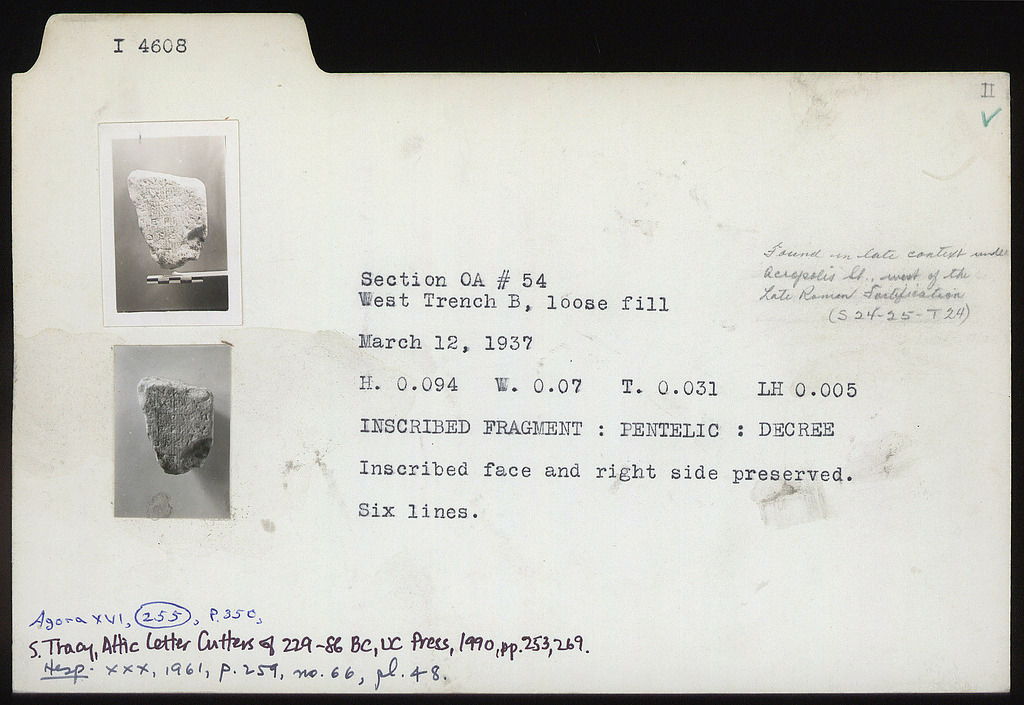 I 4608
II
Found in late context under
Acropolis St., west of the
Late Roman Fortification
(S 24-25-T 24)
Section OA # 54
West Trench B, loose fill
March 12, 1937
H. 0.094 W. 0.07 T. 0.031 LH 0.005
INSCRIBED FRAGMENT : PENTELIC : DECREE
Inscribed face and right side preserved.
Six lines.
Agora XVI, 255, P. 350,
S. Tracy, Attic Letter Cutters of 229-86 BC, UC Press, 1990, pp. 253, 269.
Hesp. XXX, 1961, p. 259, no. 66, pl. 48.